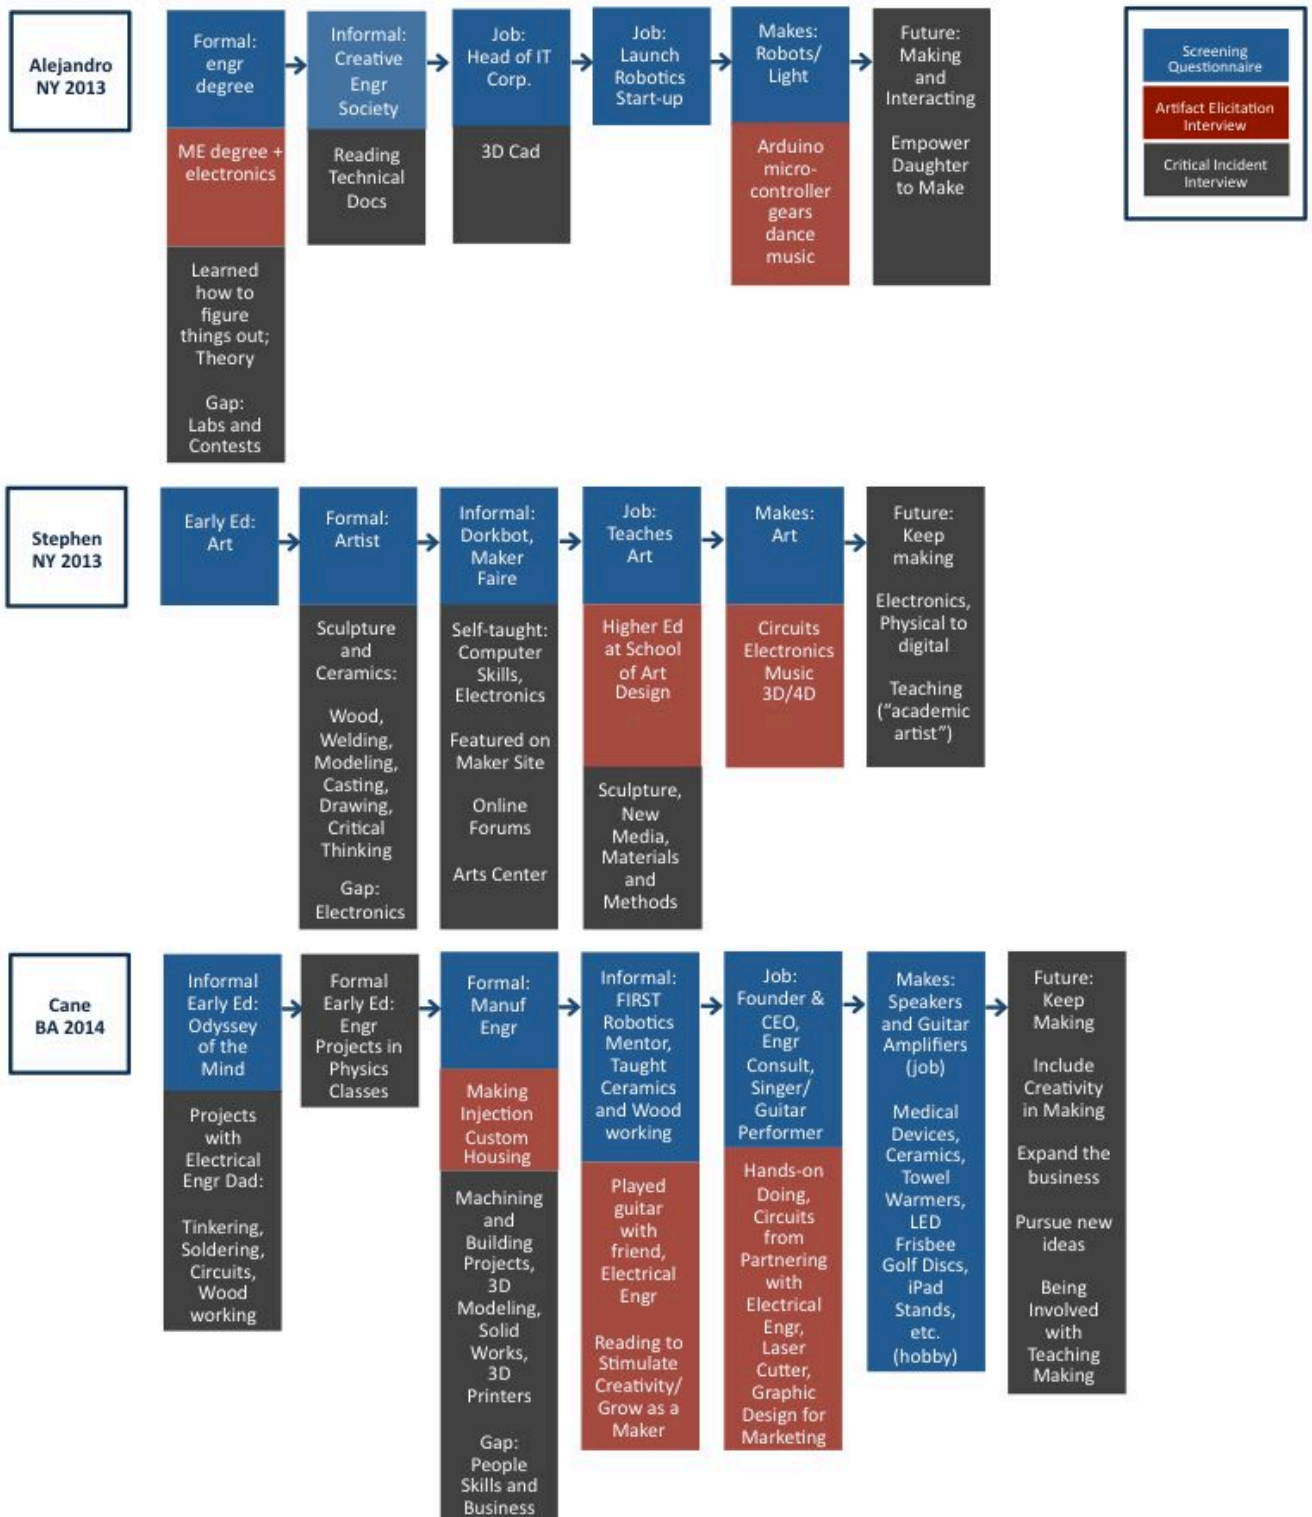 Alejandro
NY 2013
Formal:
engr
degree
ME degree +
electronics
Learned
how to
figure
things out;
Theory
Gap:
Labs and
Contests
Informal:
Creative
Engr
Society
Reading
Technical
Docs
Job:
Head of IT
Corp.
3D Cad
Job:
Launch
Robotics
Start-up
Makes:
Robots/
Light
Arduino
micro-
controller
gears
dance
music
Future:
Making
and
Interacting
Empower
Daughter
to Make
Screening
Questionnaire
Artifact Elicitation
Interview
Critical Incident
Interview
Stephen
NY 2013
Early Ed:
Art
Formal:
Artist
Sculpture
and
Ceramics:
Wood,
Welding,
Modeling,
Casting,
Drawing,
Critical
Thinking
Gap:
Electronics
Informal:
Dorkbot,
Maker
Faire
Self-taught:
Computer
Skills,
Electronics
Featured on
Maker Site
Online
Forums
Arts Center
Job:
Teaches
Art
Higher Ed
at School
of Art
Design
Sculpture,
New
Media,
Materials
and
Methods
Makes:
Art
Circuits
Electronics
Music
3D/4D
Future:
Keep
making
Electronics,
Physical to
digital
Teaching
(“academic
artist”)
Cane
BA 2014
Informal
Early Ed:
Odyssey
of the
Mind
Projects
with
Electrical
Engr Dad:
Tinkering,
Soldering,
Circuits,
Wood
working
Formal
Early Ed:
Engr
Projects in
Physics
Classes
Formal:
Manuf
Engr
Making
Injection
Custom
Housing
Machining
and
Building
Projects,
3D
Modeling,
Solid
Works,
3D
Printers
Gap:
People
Skills and
Business
Informal:
FIRST
Robotics
Mentor,
Taught
Ceramics
and Wood
working
Played
guitar
with
friend,
Electrical
Engr
Reading to
Stimulate
Creativity/
Grow as a
Maker
Job:
Founder &
CEO,
Engr
Consult,
Singer/
Guitar
Performer
Hands-on
Doing,
Circuits
from
Partnering
with
Electrical
Engr,
Laser
Cutter,
Graphic
Design for
Marketing
Makes:
Speakers
and Guitar
Amplifiers
(job)
Medical
Devices,
Ceramics,
Towel
Warmers,
LED
Frisbee
Golf Discs,
iPad
Stands,
etc.
(hobby)
Future:
Keep
Making
Include
Creativity
in Making
Expand the
business
Pursue new
ideas
Being
Involved
with
Teaching
Making